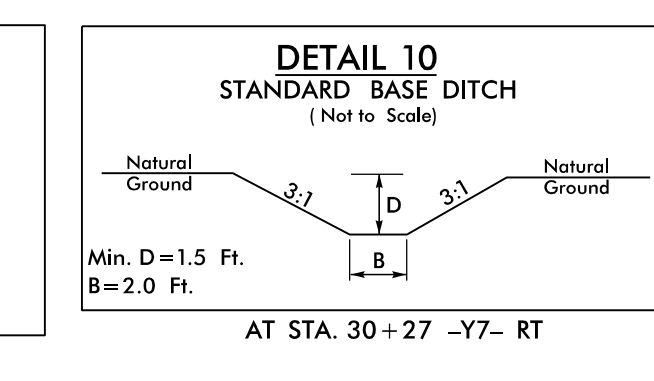 DETAIL 10
STANDARD BASE DITCH
( Not to Scale)
Natural
Ground
3:1
D
3:1
Natural
Ground
B
Min. D=1.5 Ft.
B=2.0 Ft.
AT STA. 30+27 –Y7– RT